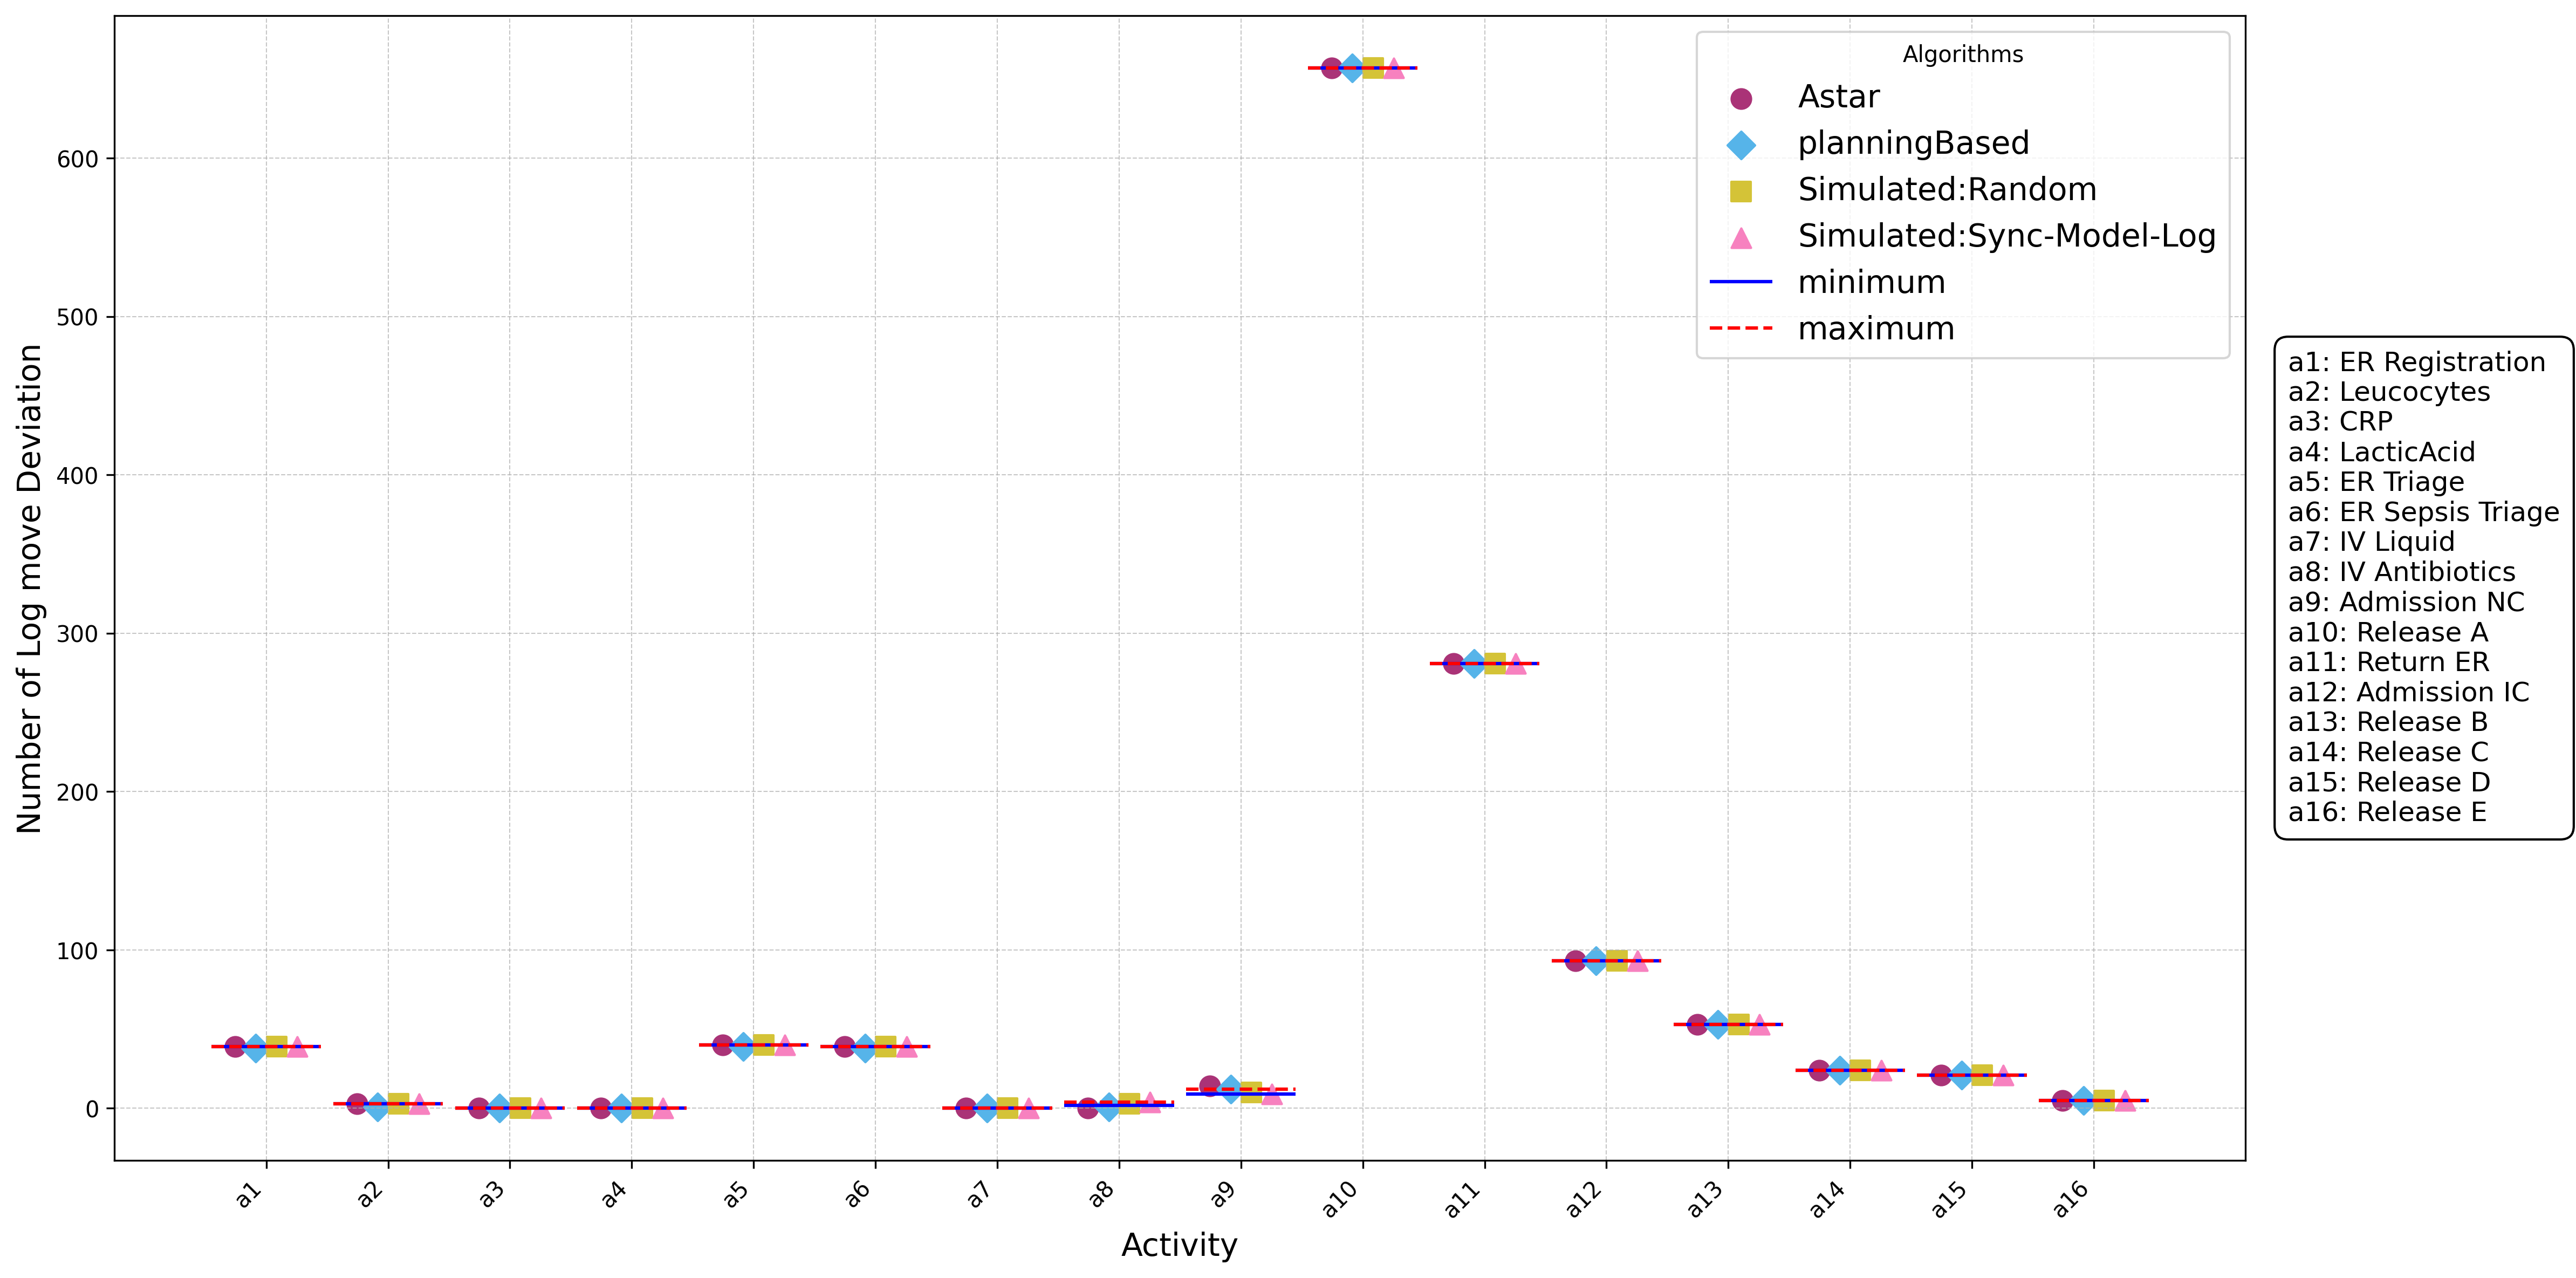 Number of Log move Deviation
600
500
400
300
200
100
0
Algorithms
Astar
planningBased
Simulated:Random
Simulated:Sync-Model-Log
minimum
maximum
a1: ER Registration
a2: Leucocytes
a3: CRP
a4: LacticAcid
a5: ER Triage
a6: ER Sepsis Triage
a7: IV Liquid
a8: IV Antibiotics
a9: Admission NC
a10: Release A
a11: Return ER
a12: Admission IC
a13: Release B
a14: Release C
a15: Release D
a16: Release E
a1 a2 a3 a4 a5 a6 a7 a8 a9 a10 a11 a12 a13 a14 a15 a16
Activity